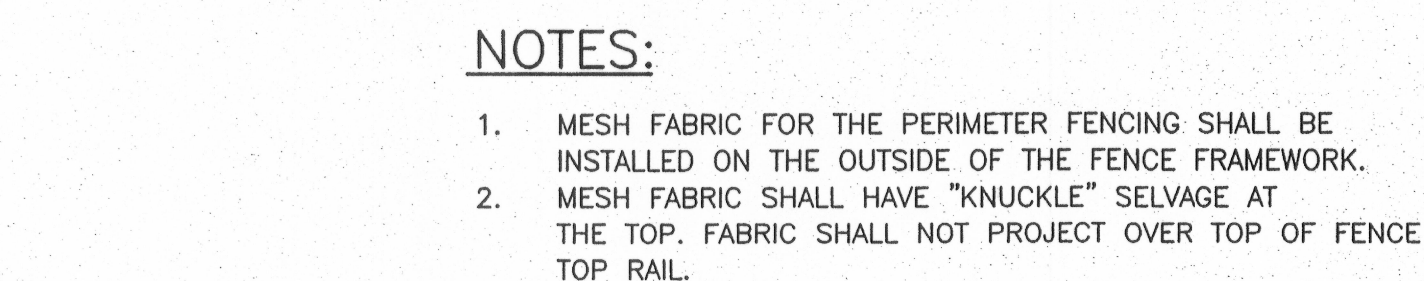 NOTES:
1. MESH FABRIC FOR THE PERIMETER FENCING SHALL BE
INSTALLED ON THE OUTSIDE OF THE FENCE FRAMEWORK.
2. MESH FABRIC SHALL HAVE "KNUCKLE" SELVAGE AT
THE TOP. FABRIC SHALL NOT PROJECT OVER TOP OF FENCE
TOP RAIL.